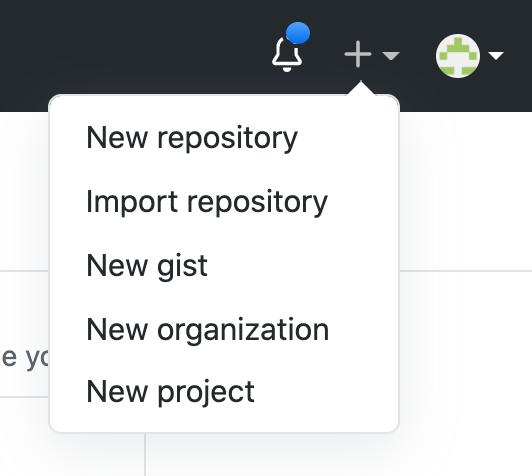 New repository
Import repository
New gist
New organization
e yo
New project